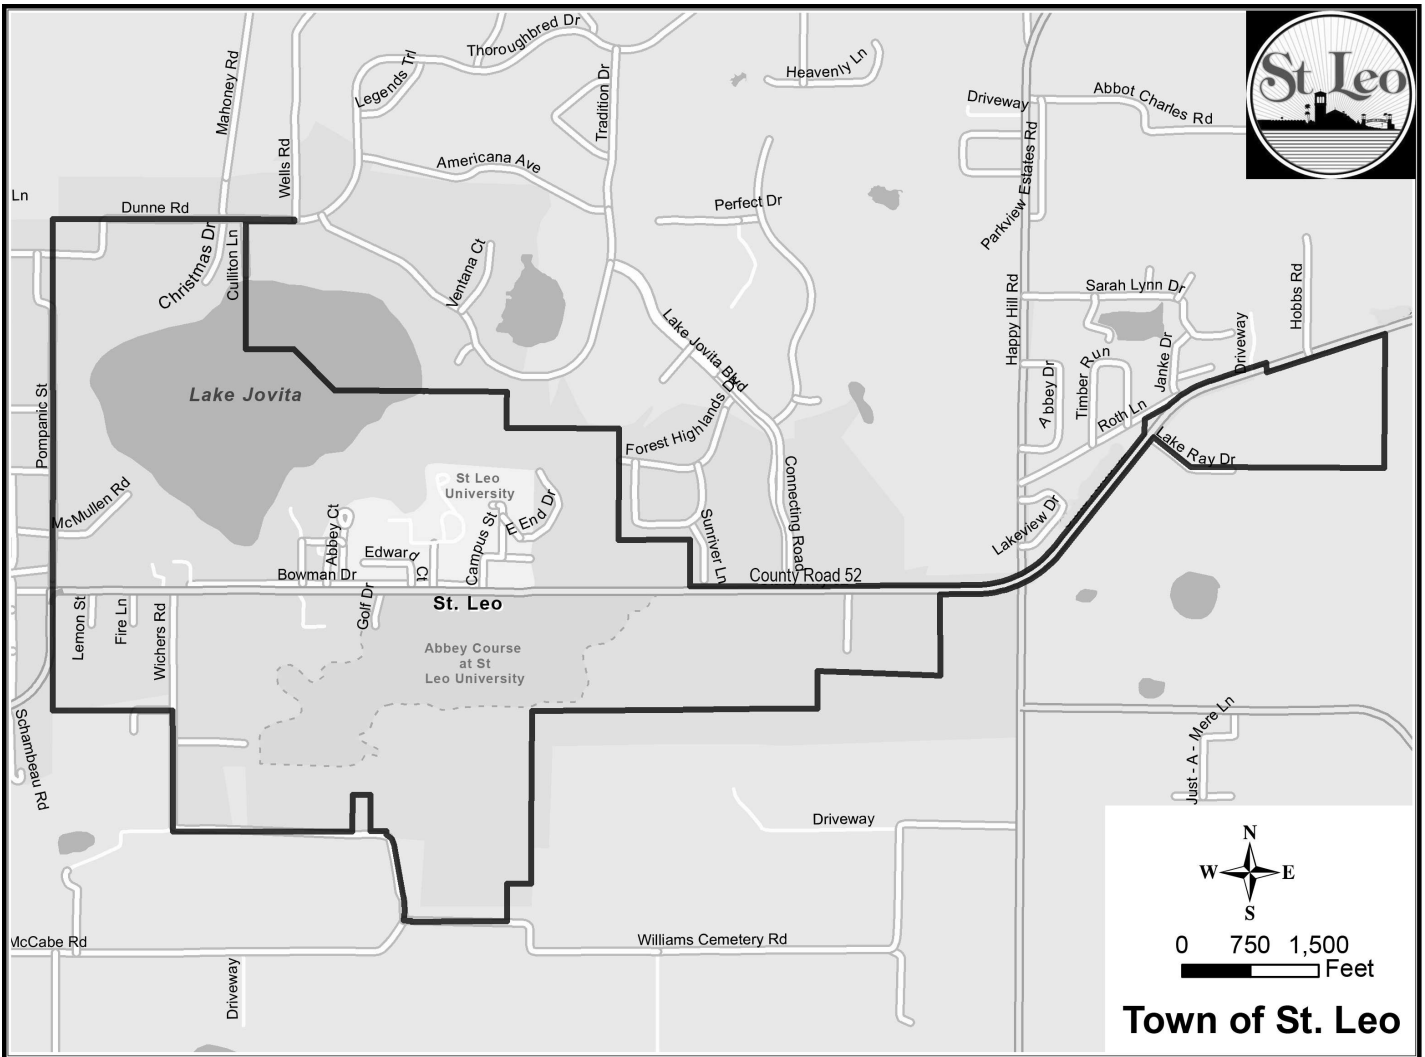 Thoroughbred Dr
St Leo
Mahoney Rd
Legends Trl
Tradition Dr
Heavenly Ln
Driveway
Abbot Charles Rd
Wells Rd
Americana Ave
Parkview Estates Rd
Ln
Dunne Rd
Perfect Dr
Christmas Dr
Culliton Ln
Ventana Ct
Happy Hill Rd
Sarah Lynn Dr
Hobbs Rd
Lake Jovita Blvd
Driveway
Janke Dr
Timber Run
Abbey Dr
Lake Jovita
Pompanic St
Forest Highlands Dr
Roth Ln
Lake Ray Dr
Connecting Road
St Leo
University
McMullen Rd
Abbey Ct
Edward Ct
Campus St
E End Dr
Sunriver Ln
Lakeview Dr
Bowman Dr
County Road 52
St. Leo
Lemon St
Fire Ln
Wichers Rd
Golf Dr
Abbey Course
at St
Leo University
Schambeau Rd
Just - A - Mere Ln
Driveway
N
W
E
S
McCabe Rd
Williams Cemetery Rd
0 750 1,500
Feet
Driveway
Town of St. Leo